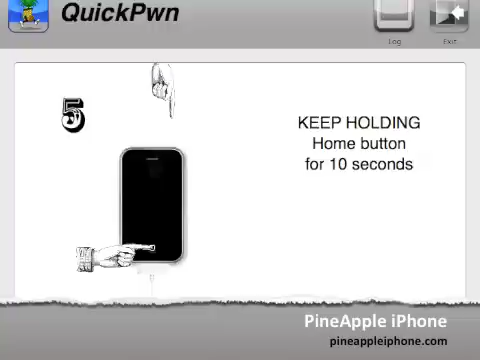 QuickPwn
Log
Exit
5
KEEP HOLDING
Home button
for 10 seconds
PineApple iPhone
pineappleiphone.com